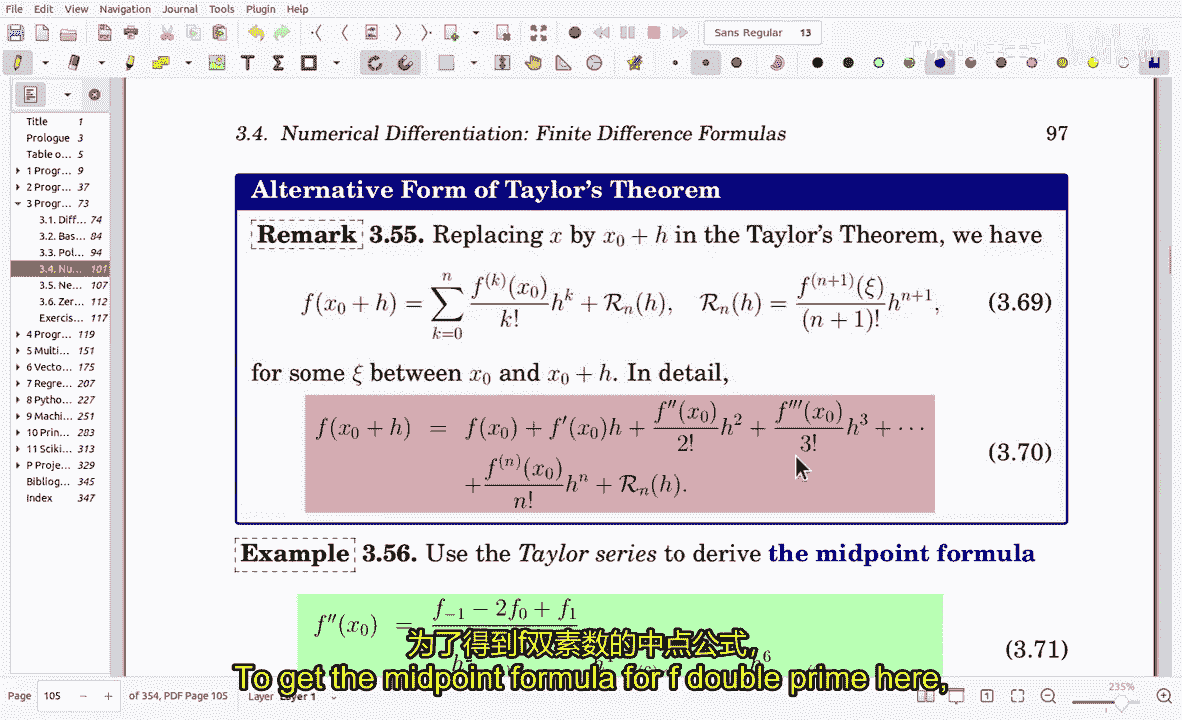 File Edit View Navigation Journal Tools Plugin Help
Sans Regular 13
Title 1
Prologue 3
Table o... 5
1 Progr... 9
2 Progr... 37
3 Progr... 73
3.1. Diff... 74
3.2. Bas... 84
3.3. Pol... 94
3.4. Nu... 101
3.5. Ne... 107
3.6. Zer... 112
Exercis... 117
4 Progr... 119
5 Multi... 151
6 Vecto... 175
7 Regre... 207
8 Pytho... 227
9 Machi... 251
10 Prin... 283
11 Sciki... 313
P Proje... 329
Bibliog... 345
Index 347
3.4. Numerical Differentiation: Finite Difference Formulas 97
Alternative Form of Taylor's Theorem
Remark 3.55. Replacing x by x₀ + h in the Taylor's Theorem, we have
f(x₀ + h) = ∑_{k=0}^{n} f^{(k)}(x₀)/k! h^k + ℛₙ(h), ℛₙ(h) = f^{(n+1)}(ξ)/(n + 1)! h^{n+1}, (3.69)
for some ξ between x₀ and x₀ + h. In detail,
f(x₀ + h) = f(x₀) + f′(x₀)h + f″(x₀)/2! h² + f‴(x₀)/3! h³ + ⋯
+ f^{(n)}(x₀)/n! hⁿ + ℛₙ(h). (3.70)
Example 3.56. Use the Taylor series to derive the midpoint formula
f″(x₀) = f₋₁ − 2f₀ + f₁ (3.71)
为了得到f双素数的中点公式,
To get the midpoint formula for f double prime here,
Page 105 of 354, PDF Page 105 Layer Layer 1 235%